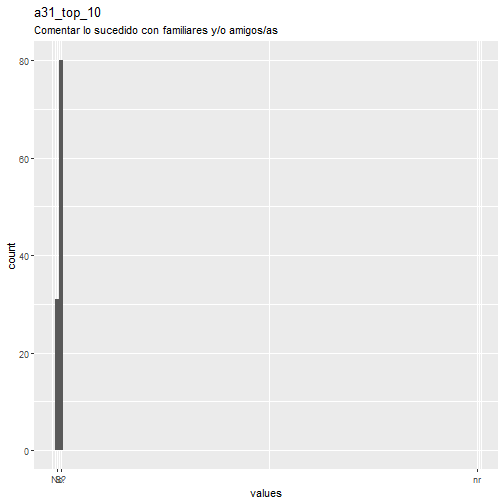 a31_top_10
Comentar lo sucedido con familiares y/o amigos/as
80
60
40
20
0
count
nr
values